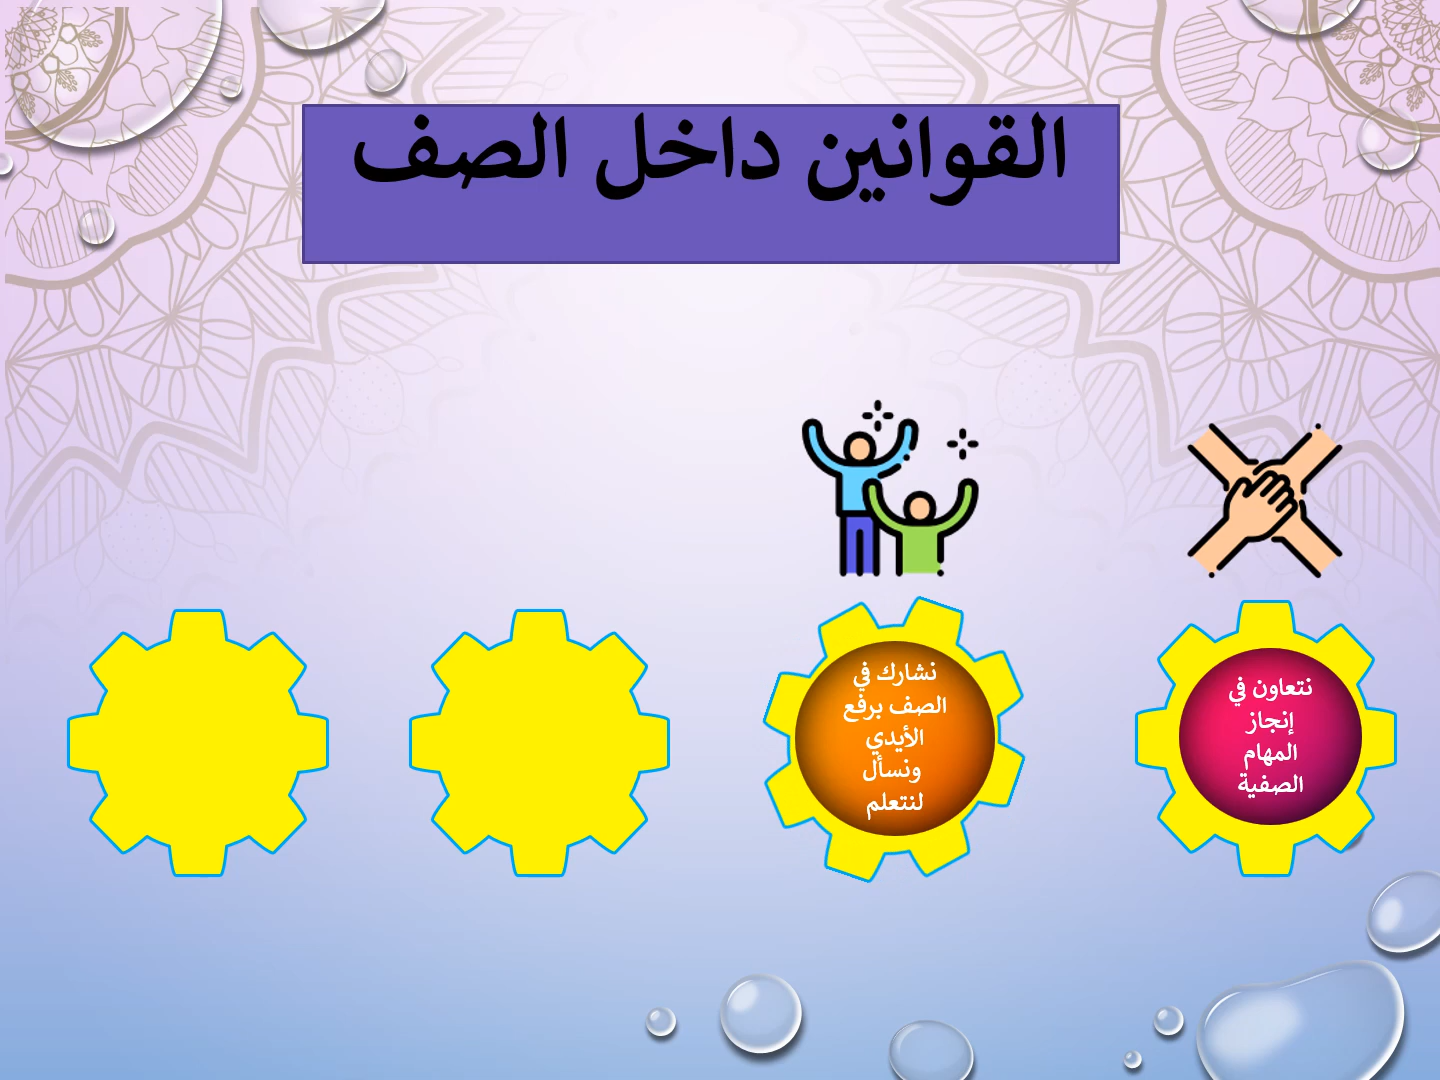 القوانين داخل الصف
نتعاون في
إنجاز
المهام
الصفية
نشارك في
الصف برفع
الأيدي
ونسأل
لنتعلم